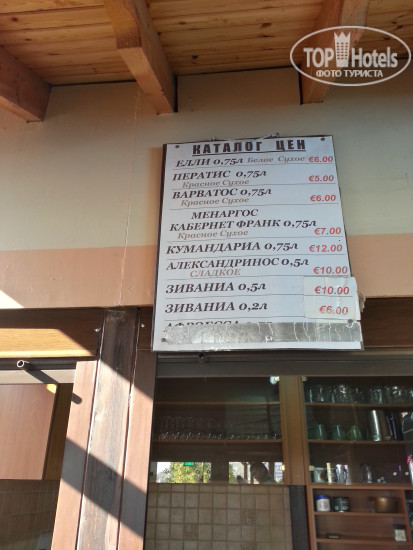 TOP Hotels
ФОТО ТУРИСТА
КАТАЛОГ ЦЕН
ЕЛЛИ 0,75л Белое Сухое €6.00
ПЕРАТИС 0,75л
Красное Сухое €5.00
ВАРВАТОС 0,75л
Красное Сухое €6.00
МЕНАРГОС
КАБЕРНЕТ ФРАНК 0,75л
Красное Сухое €7.00
КУМАНДАРИА 0,75л €12.00
АЛЕКСАНДРИНОС 0,5л
СЛАДКОЕ €10.00
ЗИВАНИА 0,5л €10.00
ЗИВАНИА 0,2л €6.00